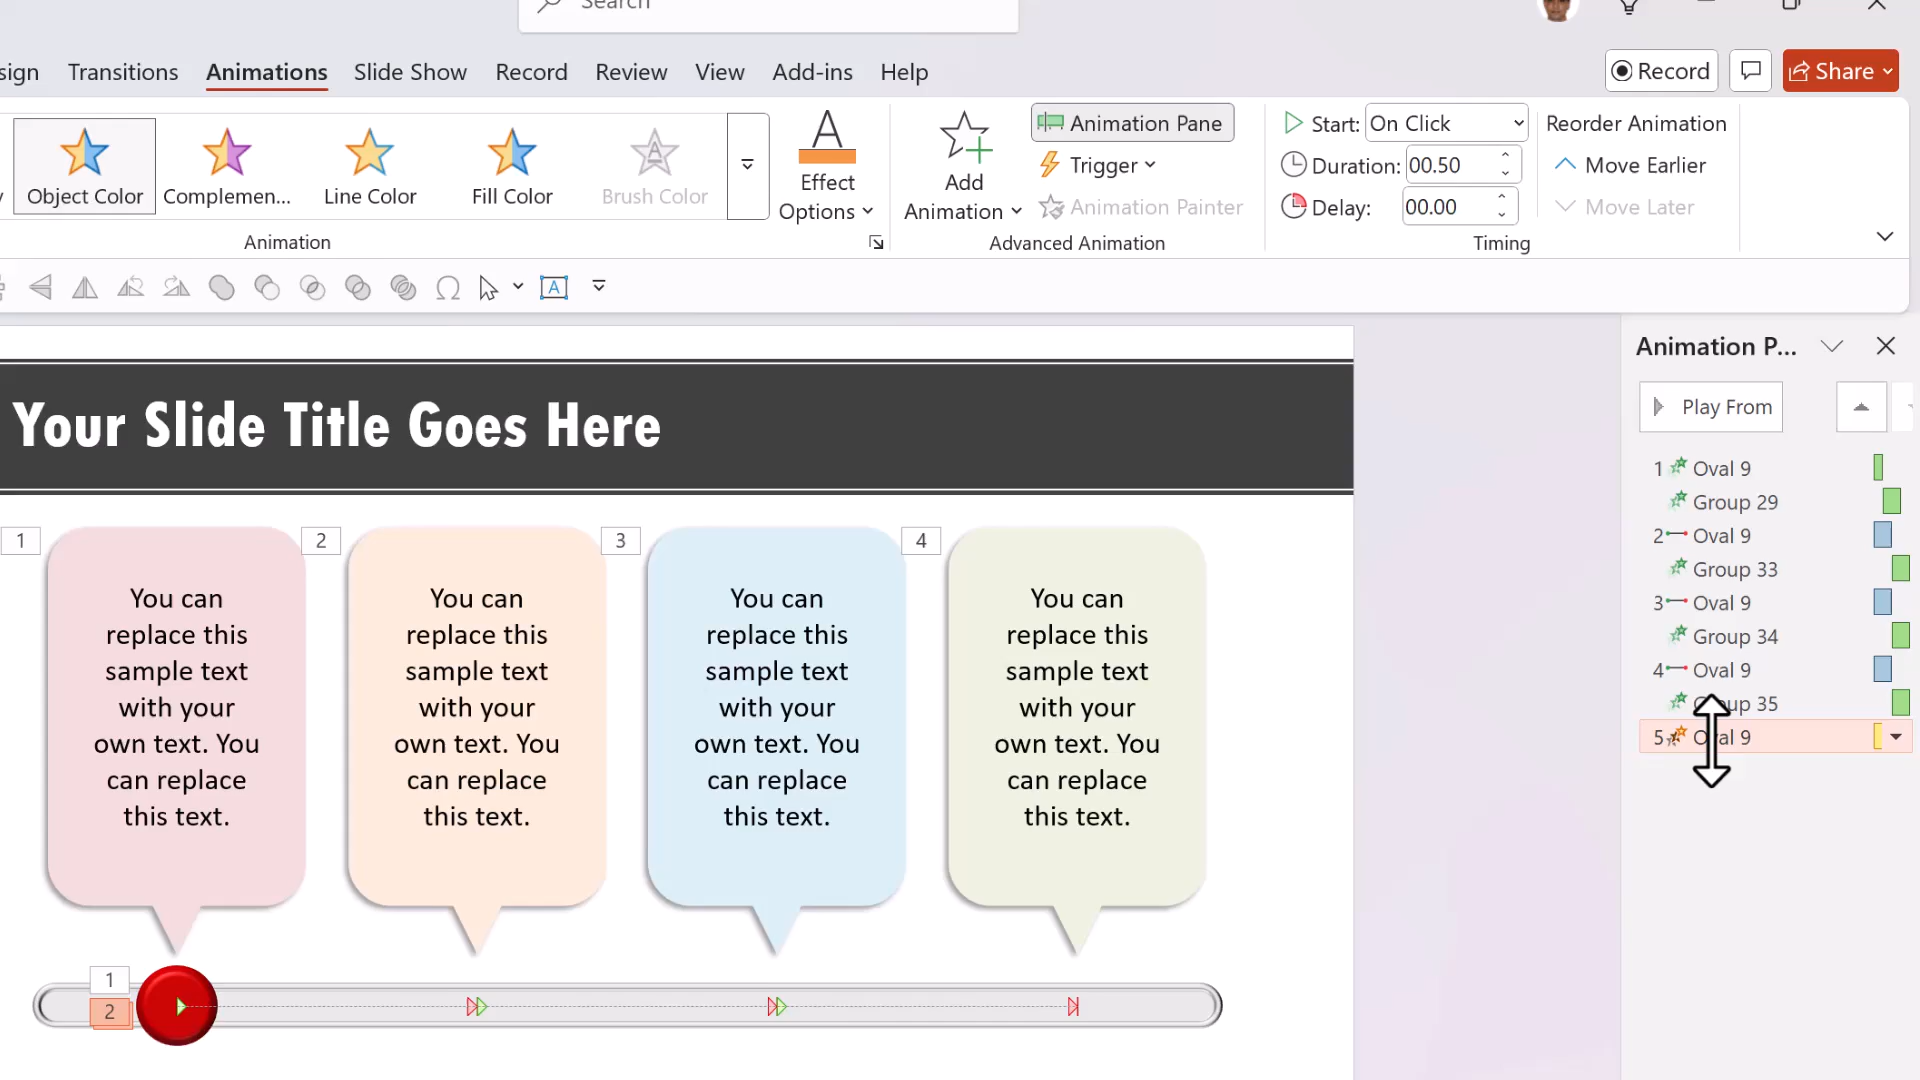 Search
sign Transitions Animations Slide Show Record Review View Add-ins Help
Record
Share
Object Color
Complemen...
Line Color
Fill Color
Brush Color
Animation
Effect
Options
Add
Animation
Animation Pane
Trigger
Animation Painter
Advanced Animation
Start: On Click
Duration: 00.50
Delay: 00.00
Timing
Reorder Animation
Move Earlier
Move Later
A
Your Slide Title Goes Here
1
You can
replace this
sample text
with your
own text. You
can replace
this text.
2
You can
replace this
sample text
with your
own text. You
can replace
this text.
3
You can
replace this
sample text
with your
own text. You
can replace
this text.
4
You can
replace this
sample text
with your
own text. You
can replace
this text.
1
2
Animation P...
Play From
1 Oval 9
Group 29
2 Oval 9
Group 33
3 Oval 9
Group 34
4 Oval 9
Group 35
5 Oval 9